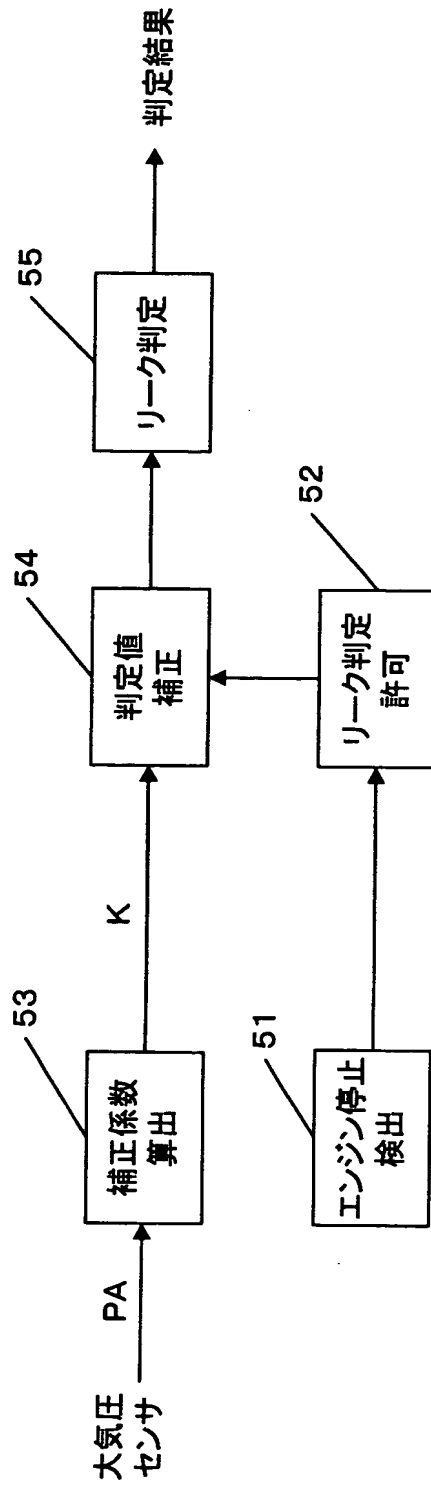 大気圧
センサ
PA
53
補正係数
算出
K
54
判定値
補正
55
リーク判定
判定結果
51
エンジン停止
検出
52
リーク判定
許可